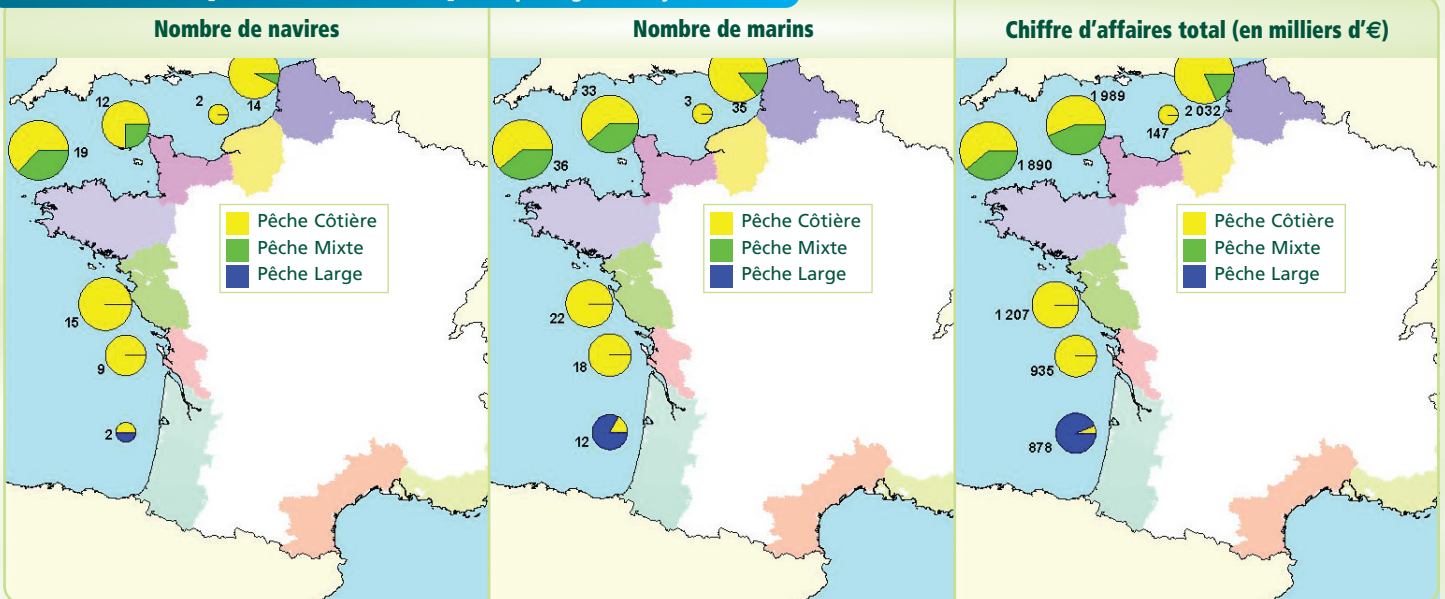 Nombre de navires
Nombre de marins
Chiffre d'affaires total (en milliers d'€)
12
2
14
19
Pêche Côtière
Pêche Mixte
Pêche Large
15
9
2
33
3
35
36
Pêche Côtière
Pêche Mixte
Pêche Large
22
18
12
1 989
2 032
147
1 890
Pêche Côtière
Pêche Mixte
Pêche Large
1 207
935
878